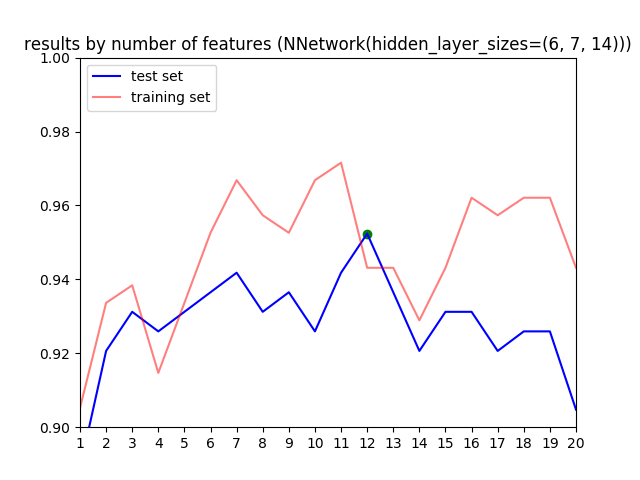 results by number of features (NNetwork(hidden_layer_sizes=(6, 7, 14)))
1.00
test set
training set
0.98
0.96
0.94
0.92
0.90
1 2 3 4 5 6 7 8 9 10 11 12 13 14 15 16 17 18 19 20